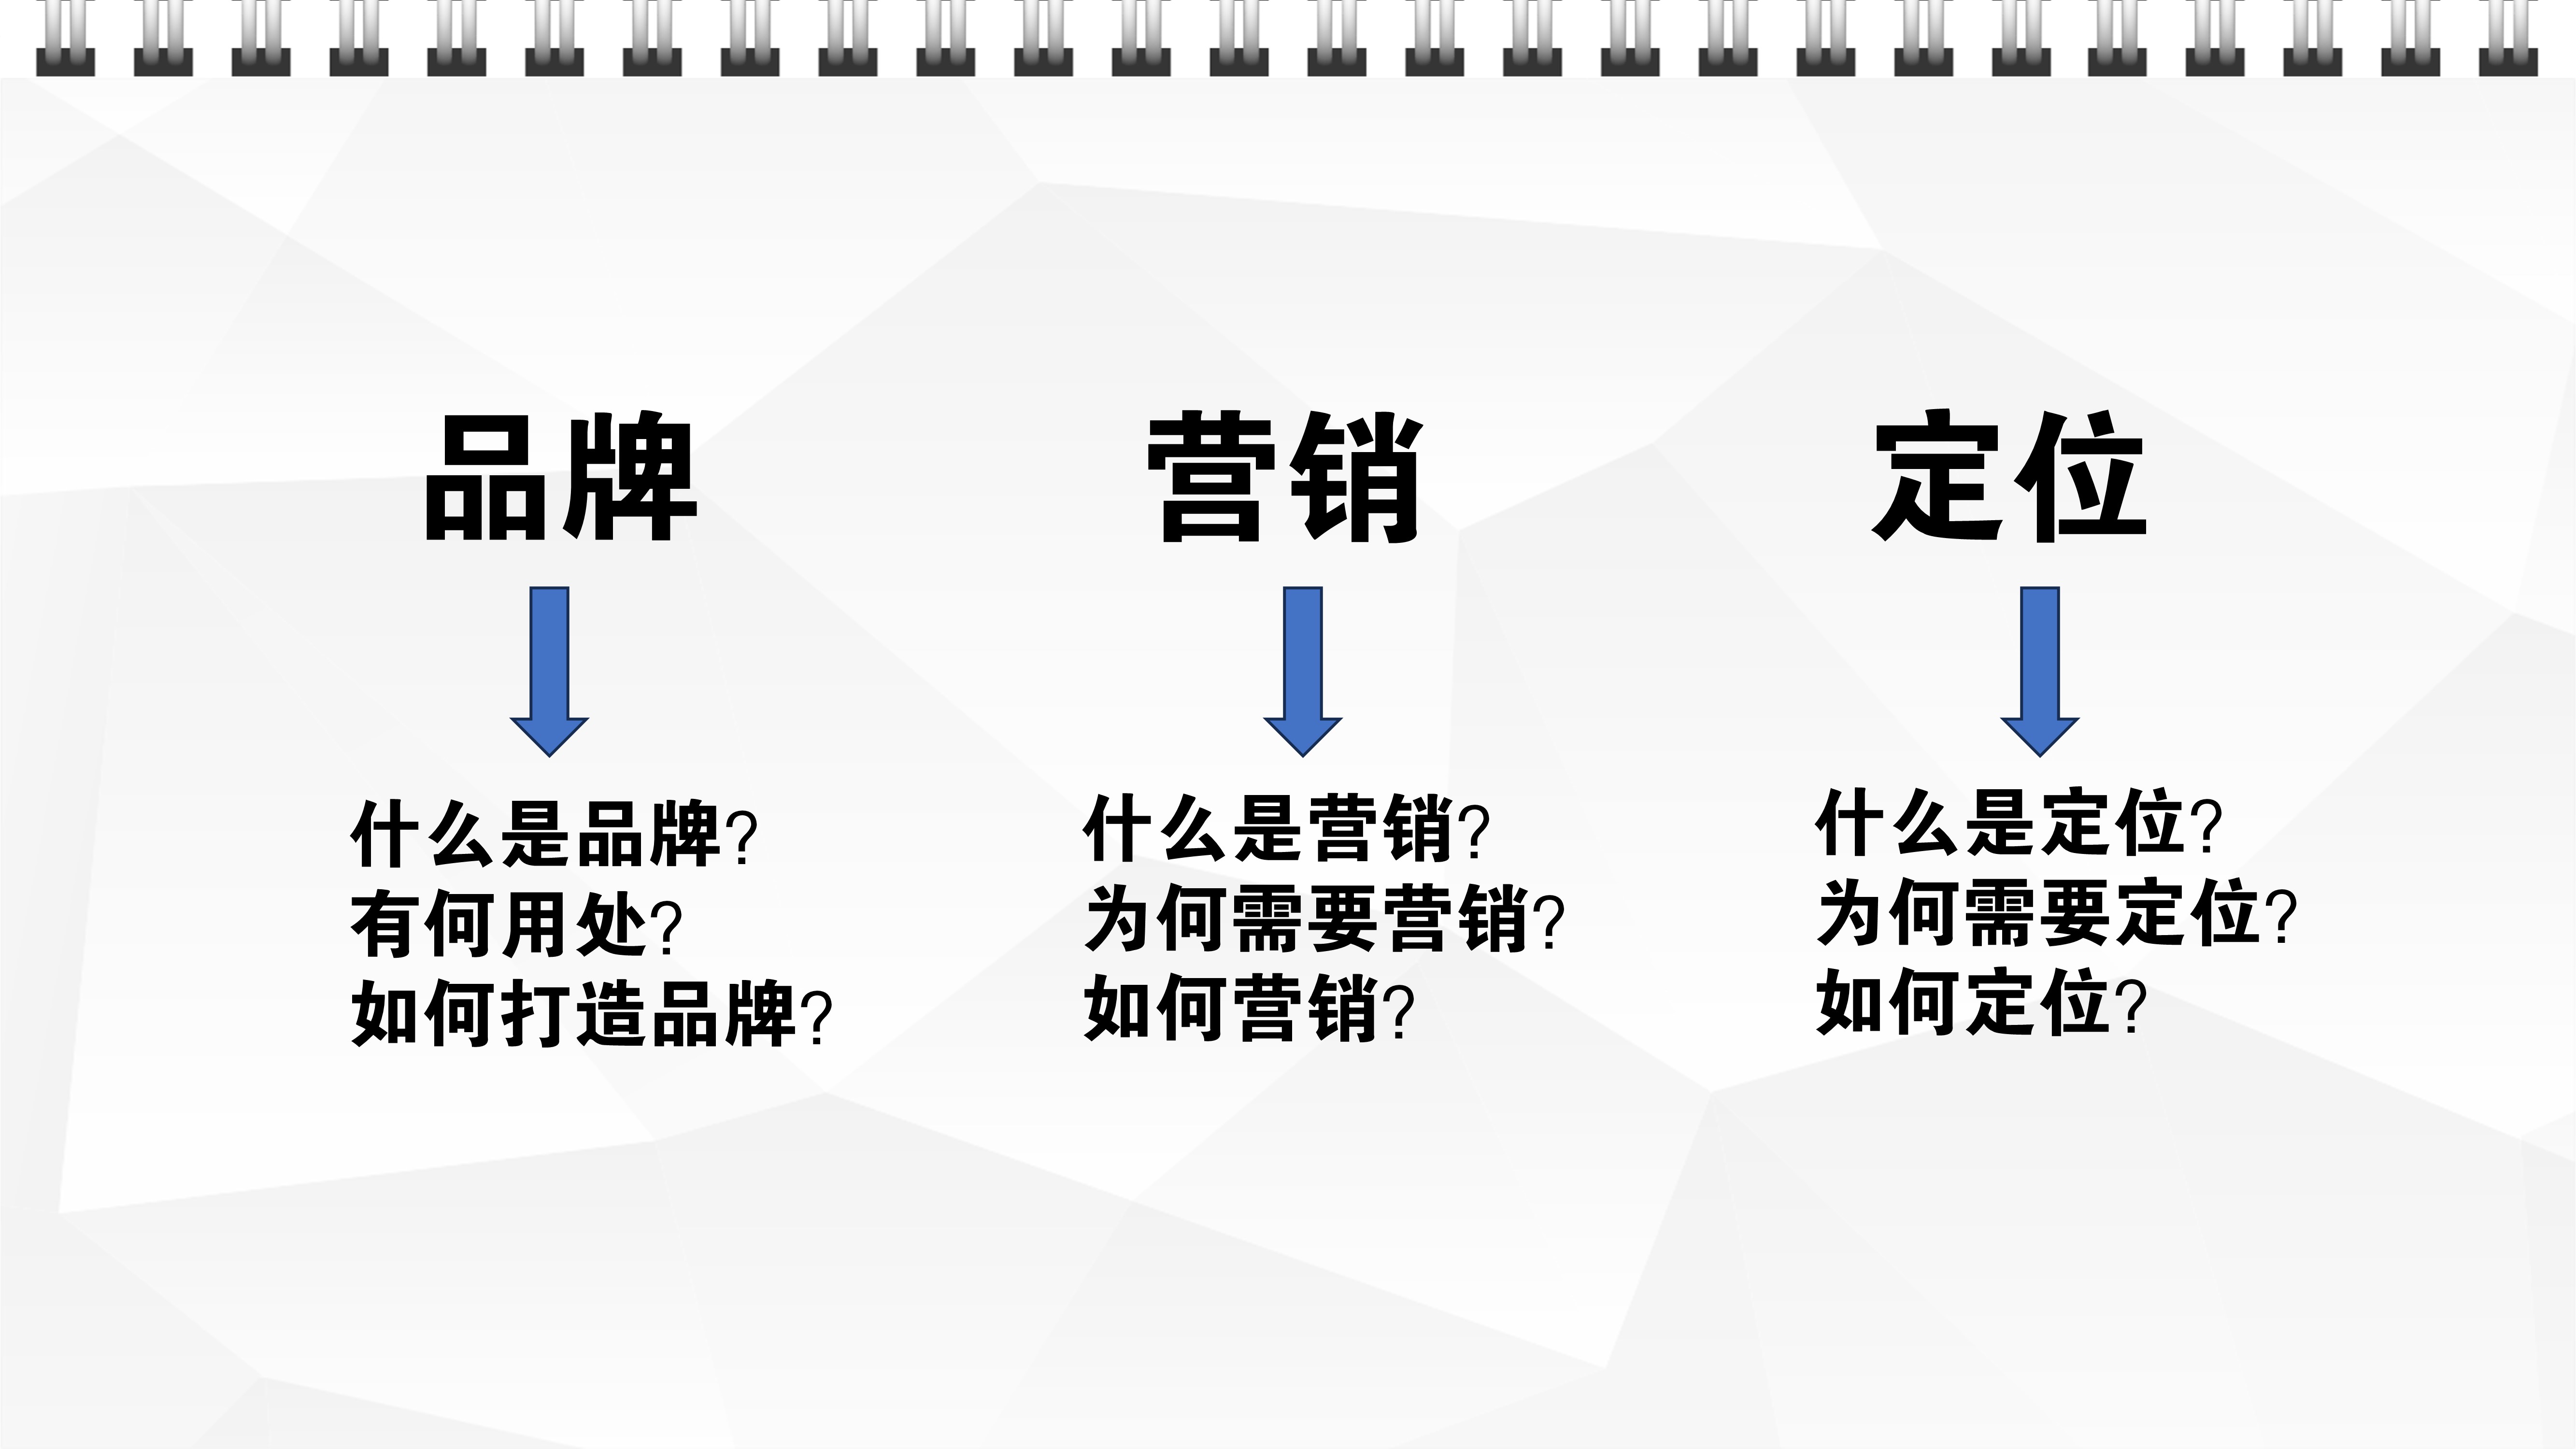 品牌
营销
定位
什么是品牌?
有何用处?
如何打造品牌?
什么是营销?
为何需要营销?
如何营销?
什么是定位?
为何需要定位?
如何定位?